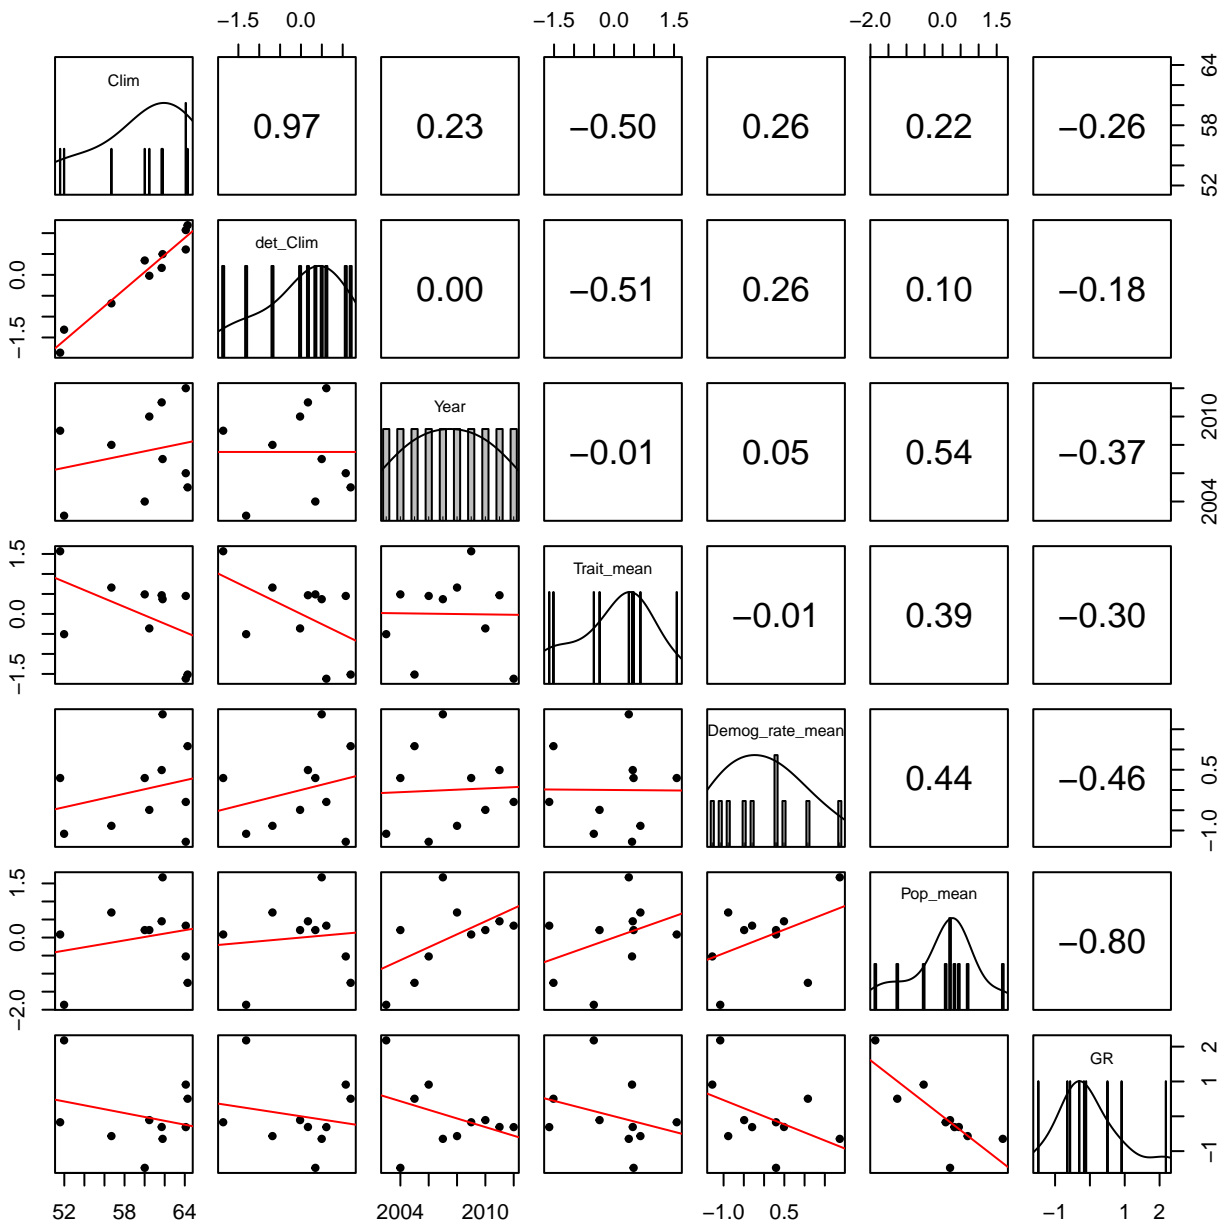 −1.5 0.0 −1.5 0.0 1.5 −2.0 0.0 1.5
Clim 0.97 0.23 −0.50 0.26 0.22 −0.26 52 58 64
−1.5 0.0 det_Clim 0.00 −0.51 0.26 0.10 −0.18
Year −0.01 0.05 0.54 −0.37 2004 2010
−1.5 0.0 1.5 Trait_mean −0.01 0.39 −0.30
Demog_rate_mean 0.44 −0.46 −1.0 0.5
−2.0 0.0 1.5 Pop_mean −0.80
GR −1 1 2
52 58 64 2004 2010 −1.0 0.5 −1 1 2